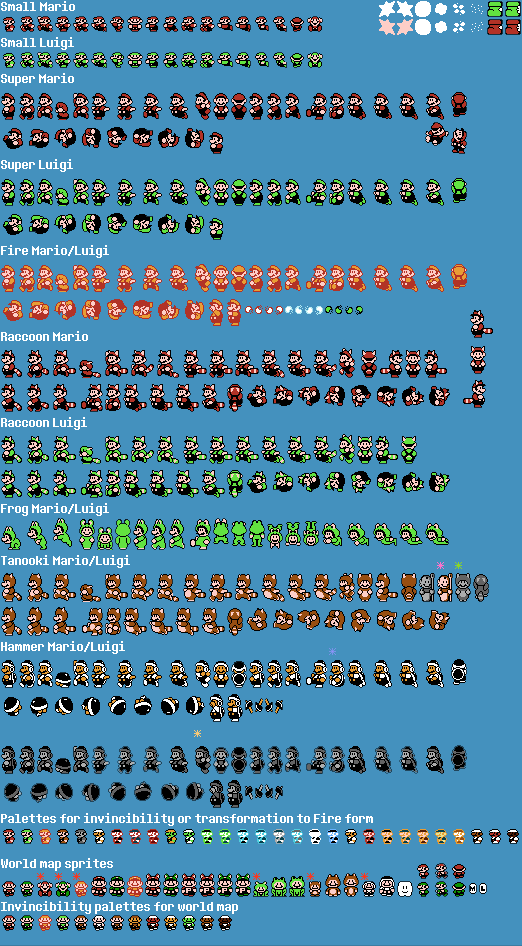 Small Mario
Small Luigi
Super Mario
Super Luigi
Fire Mario/Luigi
Raccoon Mario
Raccoon Luigi
Frog Mario/Luigi
Tanooki Mario/Luigi
Hammer Mario/Luigi
Palettes for invincibility or transformation to Fire form
World map sprites
M L
Invincibility palettes for world map